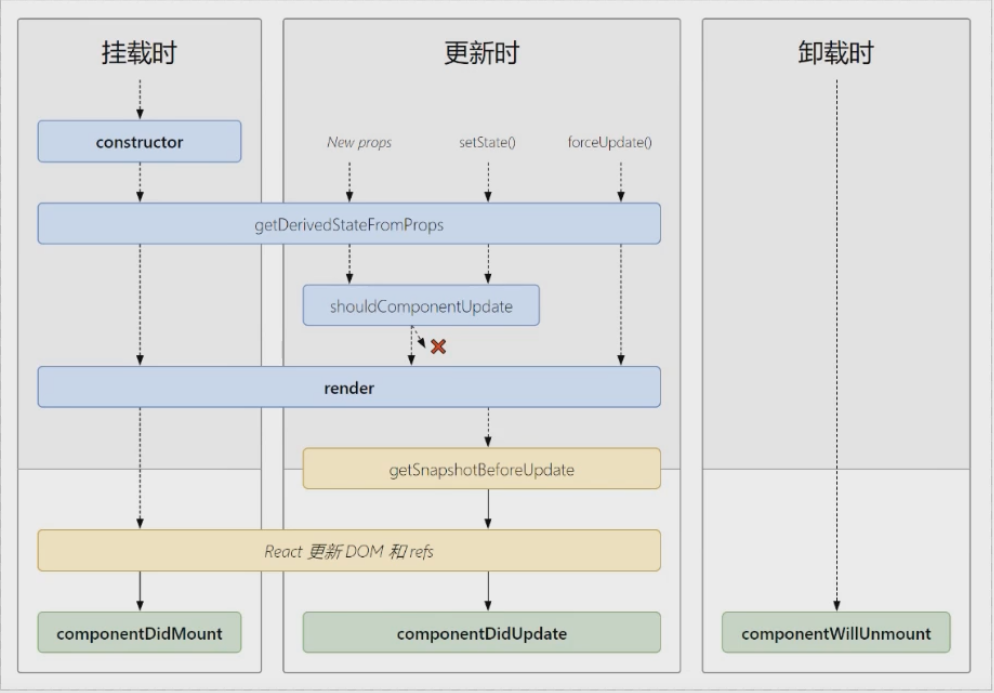 挂载时
更新时
卸载时
constructor
New props
setState()
forceUpdate()
getDerivedStateFromProps
shouldComponentUpdate
render
getSnapshotBeforeUpdate
React 更新 DOM 和 refs
componentDidMount
componentDidUpdate
componentWillUnmount